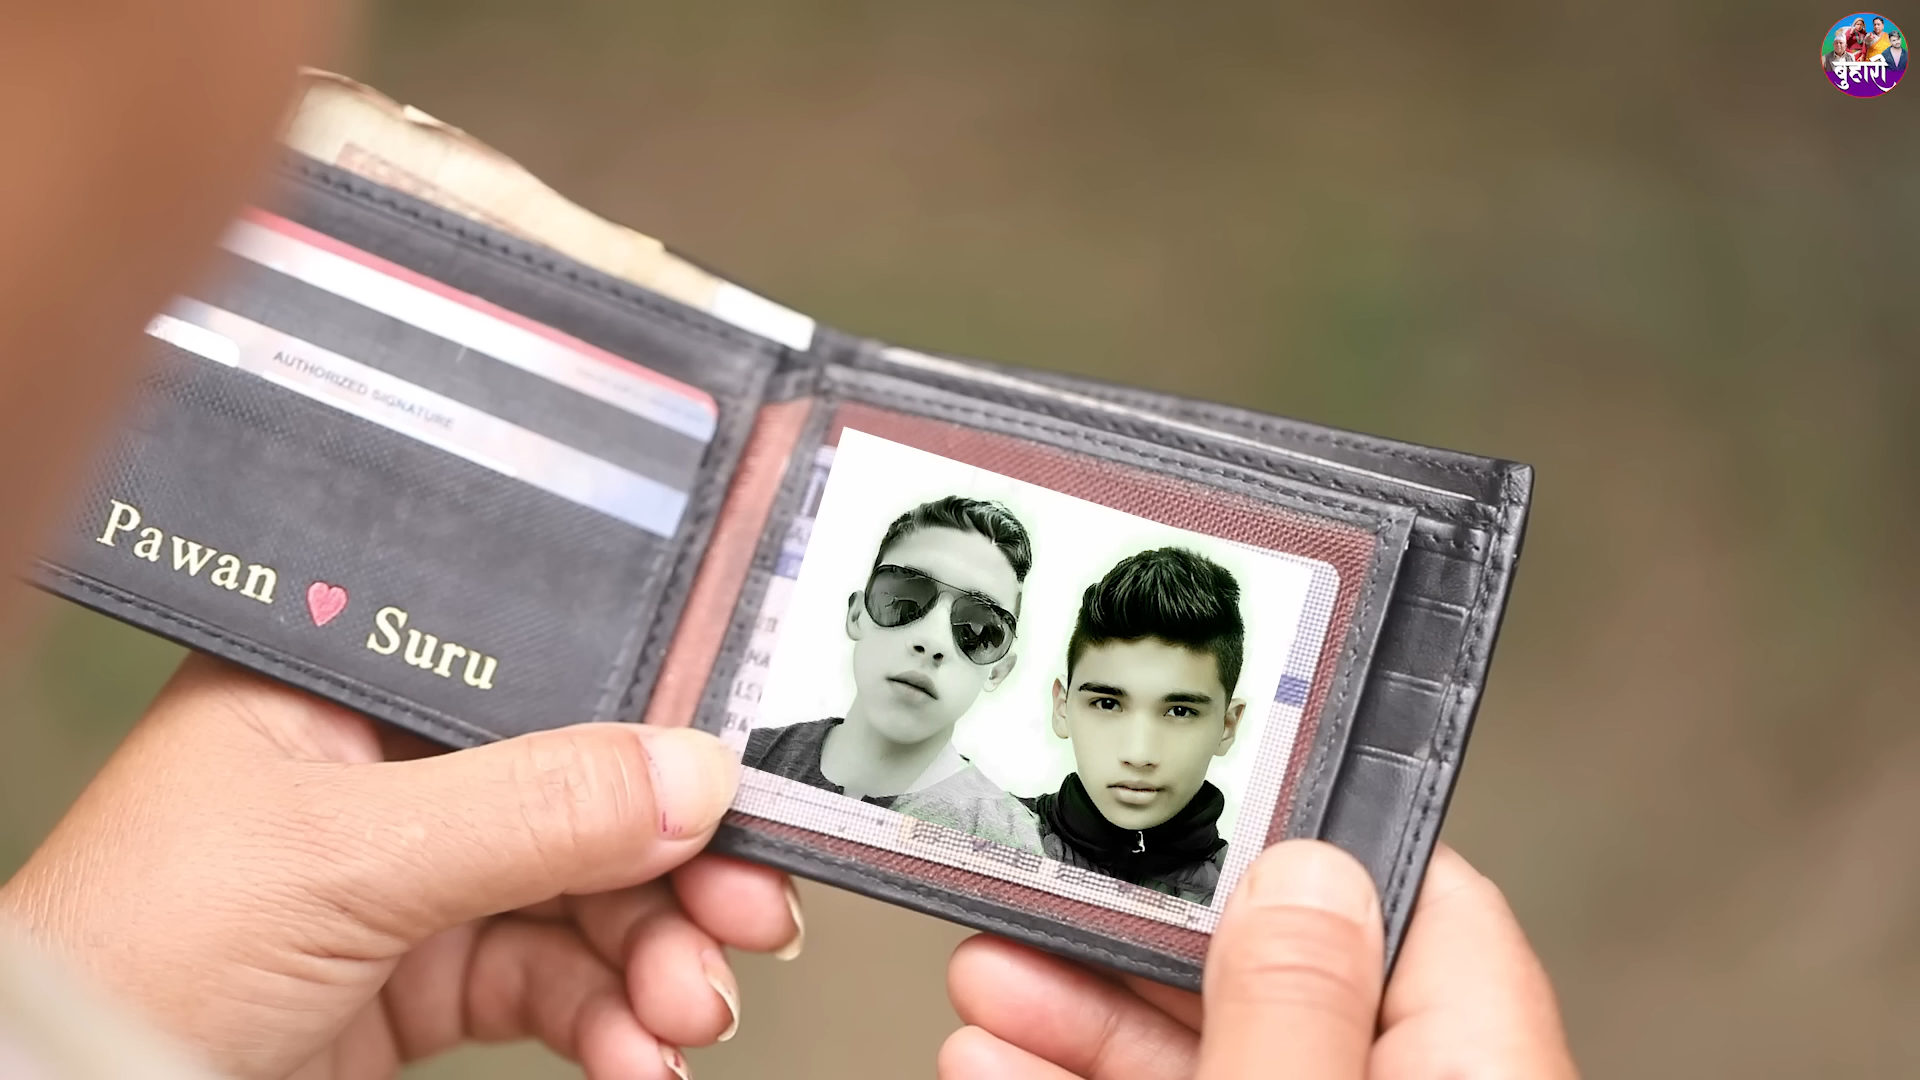 बुहारी
AUTHORIZED SIGNATURE
Pawan ❤ Suru